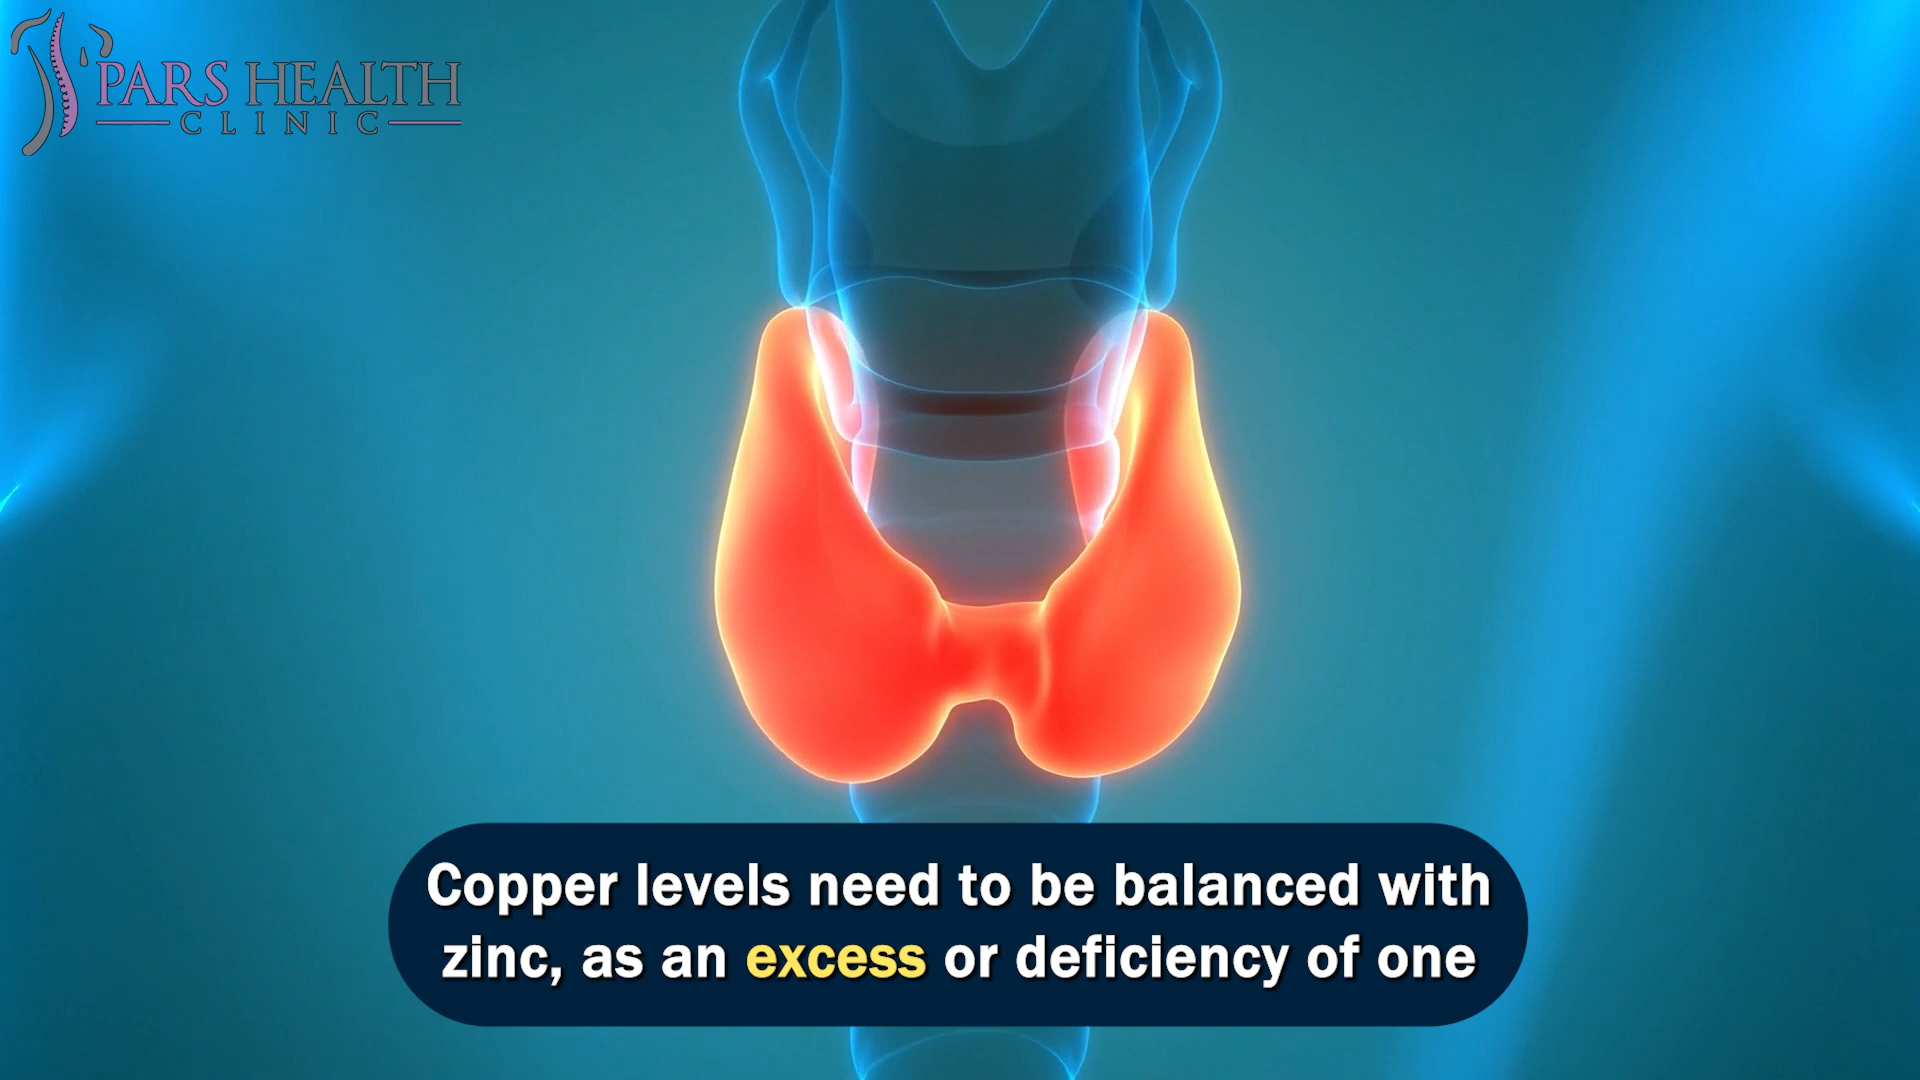 PARS HEALTH
CLINIC
Copper levels need to be balanced with
zinc, as an excess or deficiency of one